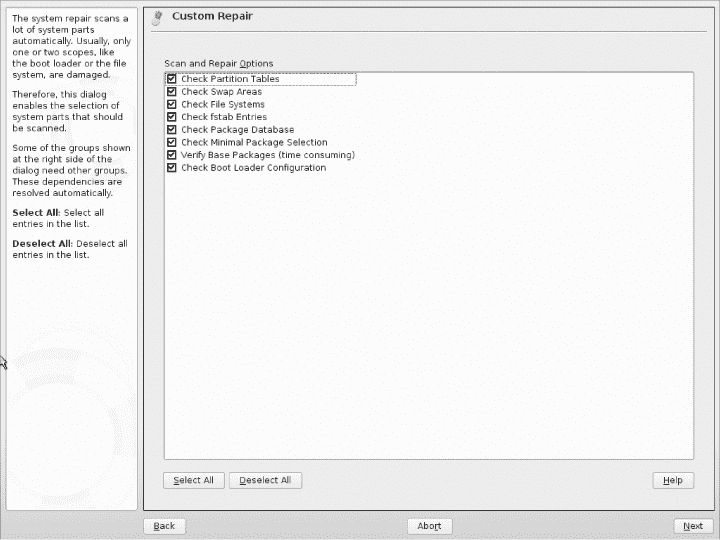 The system repair scans a
lot of system parts
automatically. Usually, only
one or two scopes, like
the boot loader or the file
system, are damaged.
Therefore, this dialog
enables the selection of
system parts that should
be scanned.
Some of the groups shown
at the right side of the
dialog need other groups.
These dependencies are
resolved automatically.
Select All: Select all
entries in the list.
Deselect All: Deselect all
entries in the list.
Custom Repair
Scan and Repair Options
Check Partition Tables
Check Swap Areas
Check File Systems
Check fstab Entries
Check Package Database
Check Minimal Package Selection
Verify Base Packages (time consuming)
Check Boot Loader Configuration
Select All
Deselect All
Help
Back
Abort
Next